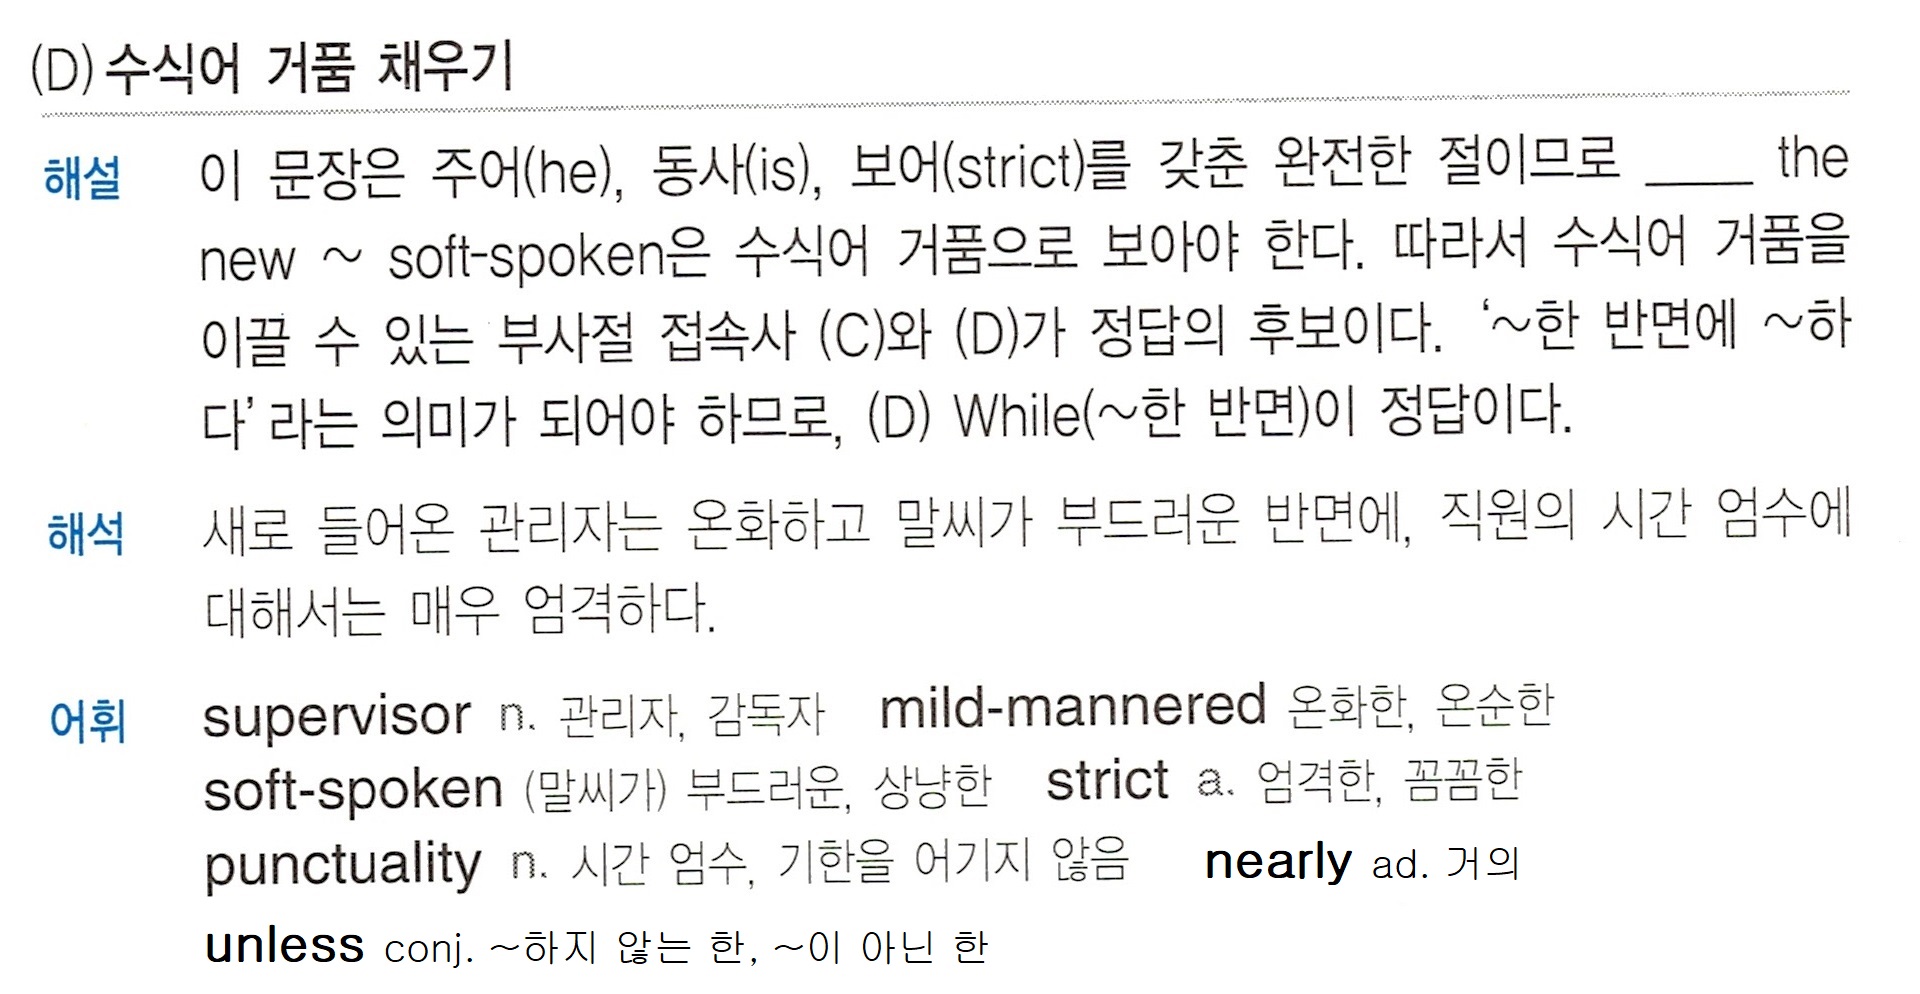 (D) 수식어 거품 채우기
해설 이 문장은 주어(he), 동사(is), 보어(strict)를 갖춘 완전한 절이므로 ____ the
new ~ soft-spoken은 수식어 거품으로 보아야 한다. 따라서 수식어 거품을
이끌 수 있는 부사절 접속사 (C)와 (D)가 정답의 후보이다. ‘~한 반면에 ~하
다’라는 의미가 되어야 하므로, (D) While(~한 반면)이 정답이다.
해석 새로 들어온 관리자는 온화하고 말씨가 부드러운 반면에, 직원의 시간 엄수에
대해서는 매우 엄격하다.
어휘 supervisor n. 관리자, 감독자 mild-mannered 온화한, 온순한
soft-spoken (말씨가) 부드러운, 상냥한 strict a. 엄격한, 꼼꼼한
punctuality n. 시간 엄수, 기한을 어기지 않음 nearly ad. 거의
unless conj. ~하지 않는 한, ~이 아닌 한